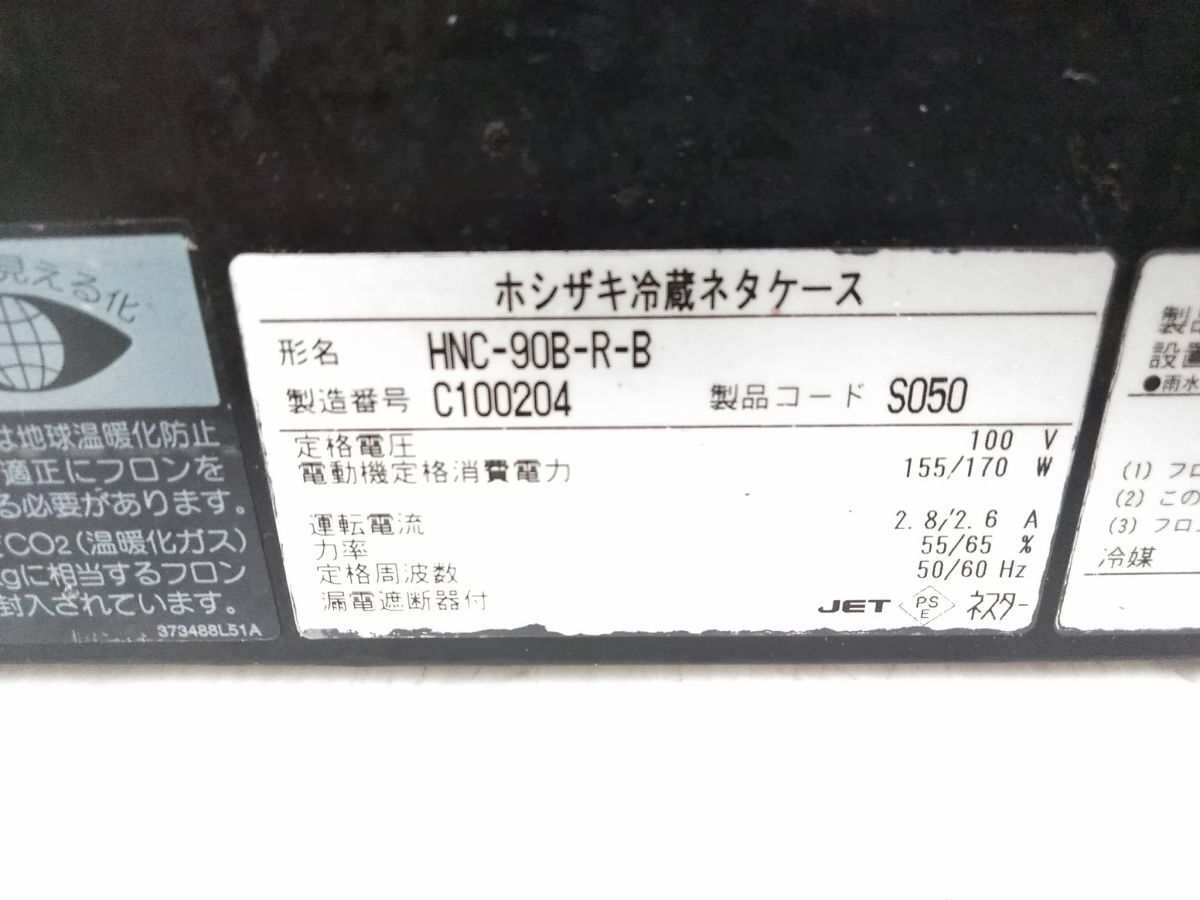 見える化
は地球温暖化防止
適正にフロンを
る必要があります。
CO2(温暖化ガス)
gに相当するフロン
封入されています。
373488L51A
ホシザキ冷蔵ネタケース
形名 HNC-90B-R-B
製造番号 C100204 製品コード S050
定格電圧 100 V
電動機定格消費電力 155/170 W
運転電流 2.8/2.6 A
力率 55/65 %
定格周波数 50/60 Hz
漏電遮断器付
JET PSE ネスター
製品
設置
●雨水
(1) フロ
(2) この
(3) フロン
冷媒